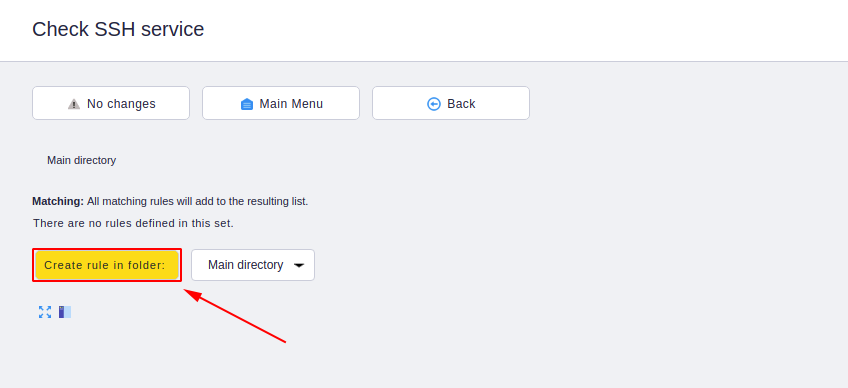 Check SSH service
No changes Main Menu Back
Main directory
Matching: All matching rules will add to the resulting list.
There are no rules defined in this set.
Create rule in folder: Main directory